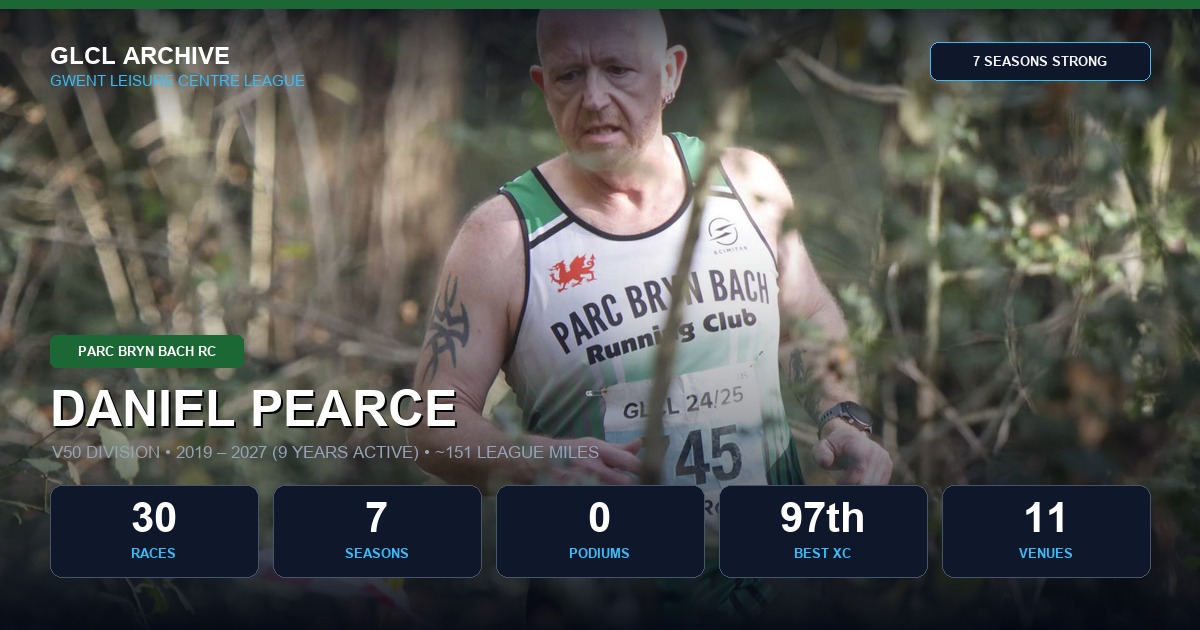 GLCL ARCHIVE
GWENT LEISURE CENTRE LEAGUE
7 SEASONS STRONG
SCIMITAR
PARC BRYN BACH
Running Club
GLCL 24/25
745
PARC BRYN BACH RC
DANIEL PEARCE
V50 DIVISION • 2019 – 2027 (9 YEARS ACTIVE) • ~151 LEAGUE MILES
30
RACES
7
SEASONS
0
PODIUMS
97th
BEST XC
11
VENUES